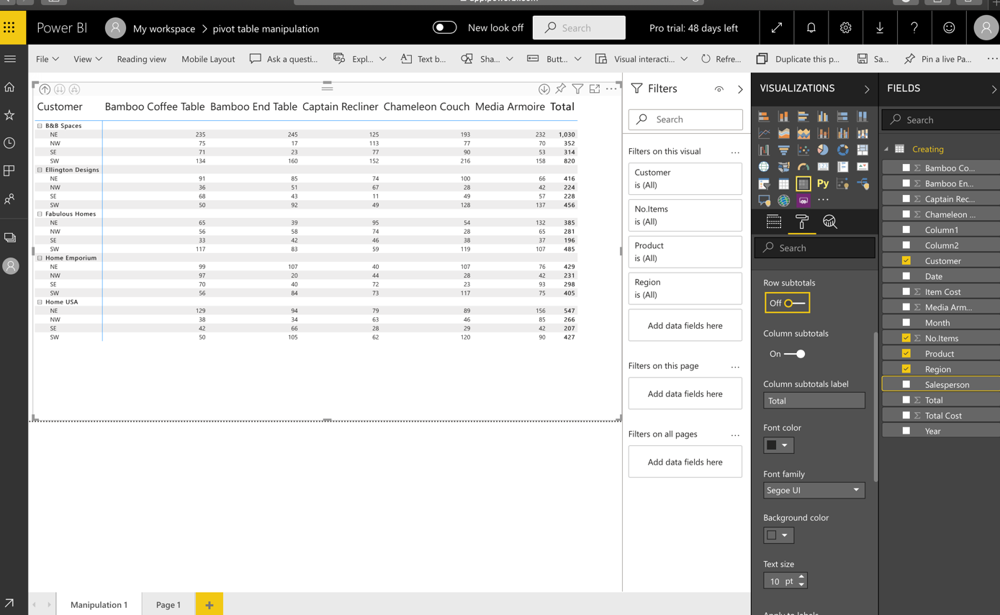 Power BI My workspace > pivot table manipulation New look off Search Pro trial: 48 days left
File View Reading view Mobile Layout Ask a questi... Expl... Text b... Sha... Butt... Visual interacti... Refre... Duplicate this p... Sa... Pin a live Pa... ...
Customer Bamboo Coffee Table Bamboo End Table Captain Recliner Chameleon Couch Media Armoire Total
B&B Spaces
NE 235 245 125 193 232 1,030
NW 75 17 113 77 70 352
SE 71 23 77 90 53 314
SW 134 160 152 216 158 820
Ellington Designs
NE 91 85 74 100 66 416
NW 36 51 67 28 42 224
SE 68 43 11 49 57 228
SW 50 92 49 128 137 456
Fabulous Homes
NE 65 39 95 54 132 385
NW 56 58 74 28 65 281
SE 33 42 46 38 37 196
SW 117 83 59 119 107 485
Home Emporium
NE 99 107 40 107 76 429
NW 97 20 44 28 42 231
SE 70 40 72 23 93 298
SW 56 84 73 117 75 405
Home USA
NE 129 94 79 89 156 547
NW 38 34 63 46 85 266
SE 42 66 28 29 42 207
SW 50 105 62 120 90 427
Manipulation 1 Page 1
Filters
Search
Filters on this visual ...
Customer
is (All)
No.Items
is (All)
Product
is (All)
Region
is (All)
Add data fields here
Filters on this page ...
Add data fields here
Filters on all pages ...
Add data fields here
VISUALIZATIONS
Py
...
Search
Row subtotals
Off
Column subtotals
On
Column subtotals label
Total
Font color
Font family
Segoe UI
Background color
Text size
10 pt
FIELDS
Search
Creating
Σ Bamboo Co...
Σ Bamboo En...
Σ Captain Rec...
Σ Chameleon ...
Column1
Column2
Customer
Date
Σ Item Cost
Σ Media Arm...
Month
Σ No.Items
Product
Region
Salesperson
Σ Total
Σ Total Cost
Year